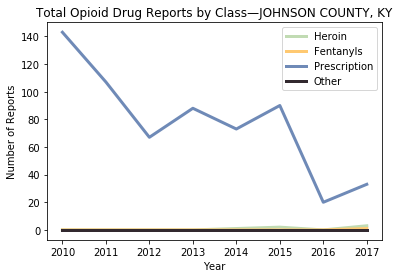 Total Opioid Drug Reports by Class—JOHNSON COUNTY, KY
Heroin
Fentanyls
Prescription
Other
Number of Reports
140
120
100
80
60
40
20
0
2010 2011 2012 2013 2014 2015 2016 2017
Year